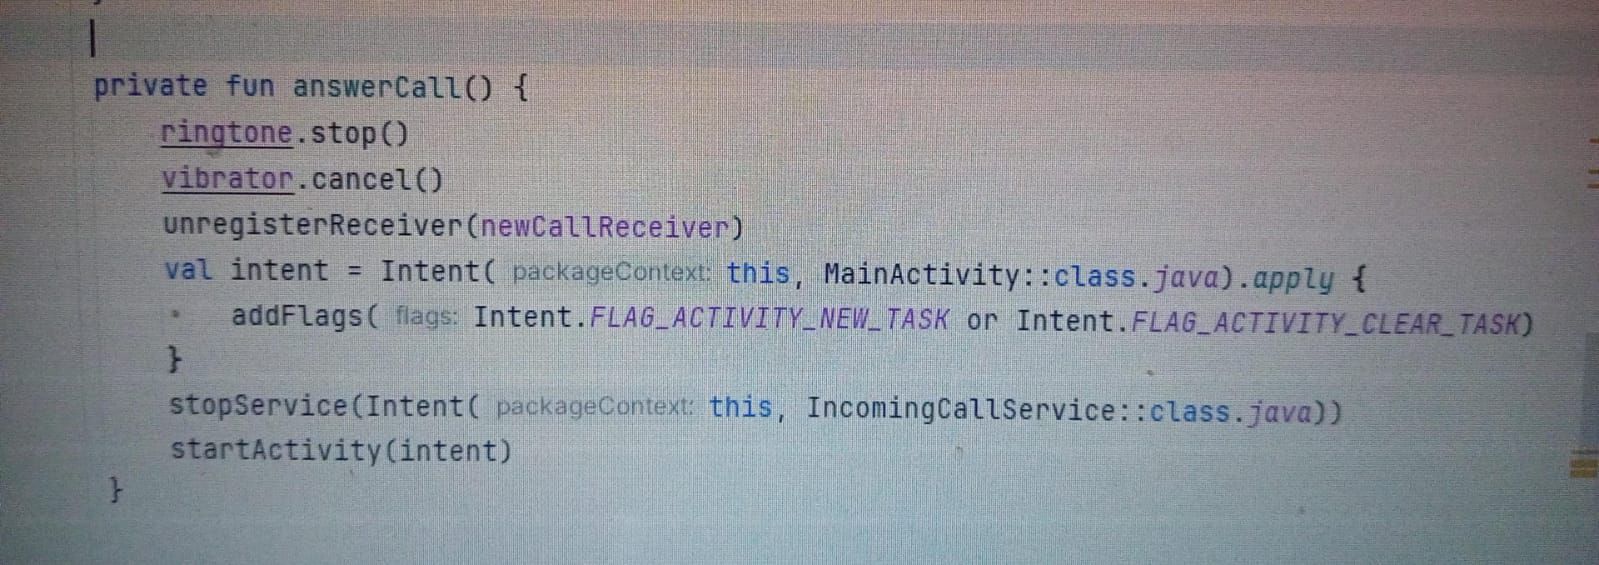 private fun answerCall() {
ringtone.stop()
vibrator.cancel()
unregisterReceiver(newCallReceiver)
val intent = Intent( packageContext: this, MainActivity::class.java).apply {
addFlags( flags: Intent.FLAG_ACTIVITY_NEW_TASK or Intent.FLAG_ACTIVITY_CLEAR_TASK)
}
stopService(Intent( packageContext: this, IncomingCallService::class.java))
startActivity(intent)
}